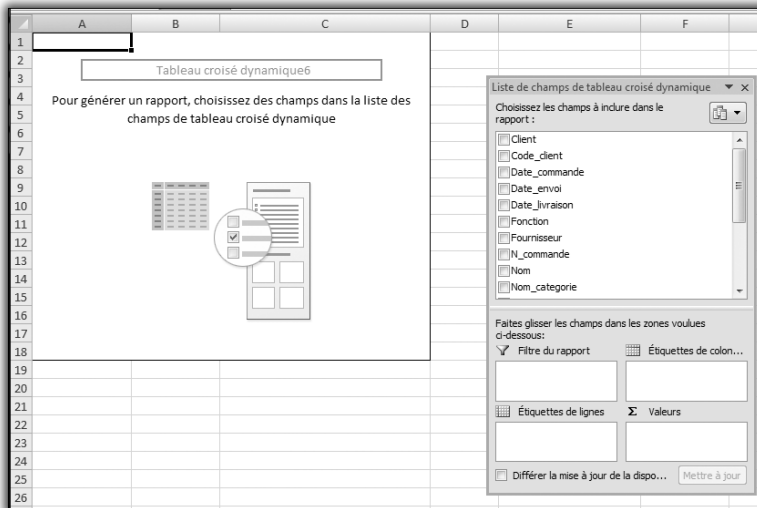 A B C D E F
1
2
Tableau croisé dynamique6
3
4
Pour générer un rapport, choisissez des champs dans la liste des
5
champs de tableau croisé dynamique
6
7
8
9
10
11
12
13
14
15
16
17
18
19
20
21
22
23
24
25
26
Liste de champs de tableau croisé dynamique
Choisissez les champs à inclure dans le
rapport :
Client
Code_client
Date_commande
Date_envoi
Date_livraison
Fonction
Fournisseur
N_commande
Nom
Nom_categorie
Faites glisser les champs dans les zones voulues
ci-dessous:
Filtre du rapport
Étiquettes de colon...
Étiquettes de lignes
Σ Valeurs
Différer la mise à jour de la dispo...
Mettre à jour